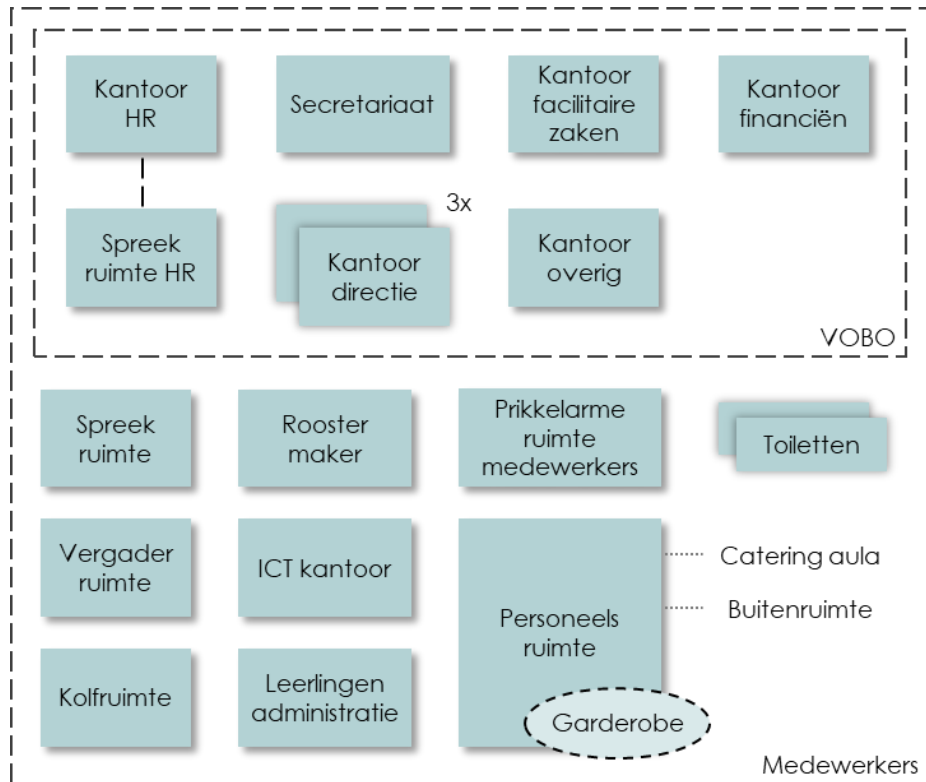 Kantoor
HR
Secretariaat
Kantoor
facilitaire
zaken
Kantoor
financiën
Spreek
ruimte HR
3x
Kantoor
directie
Kantoor
overig
VOBO
Spreek
ruimte
Rooster
maker
Prikkelarme
ruimte
medewerkers
Toiletten
Vergader
ruimte
ICT kantoor
Personeels
ruimte
Catering aula
Buitenruimte
Kolfruimte
Leerlingen
administratie
Garderobe
Medewerkers